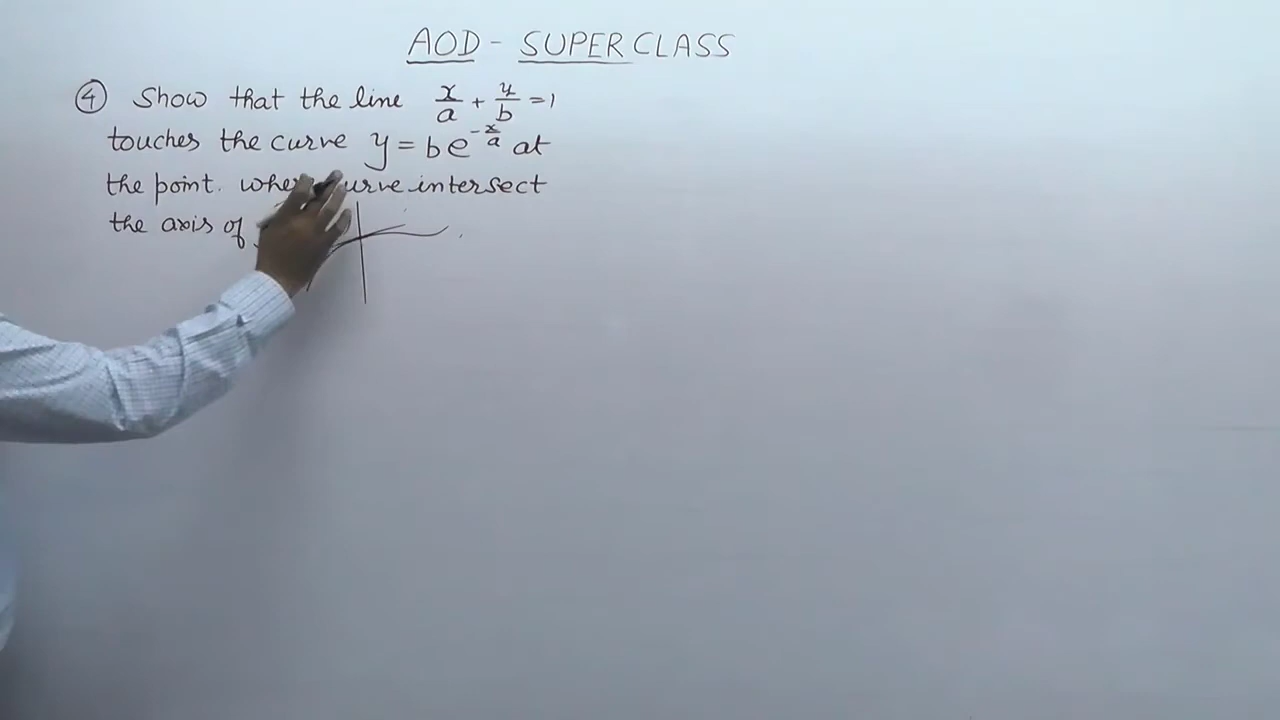 AOD - SUPER CLASS
④ Show that the line x/a + y/b = 1
touches the curve y = be^(-x/a) at
the point. curve intersect
the axis of